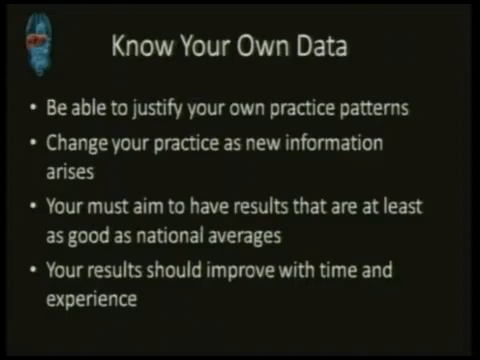 Know Your Own Data
• Be able to justify your own practice patterns
• Change your practice as new information
arises
• Your must aim to have results that are at least
as good as national averages
• Your results should improve with time and
experience